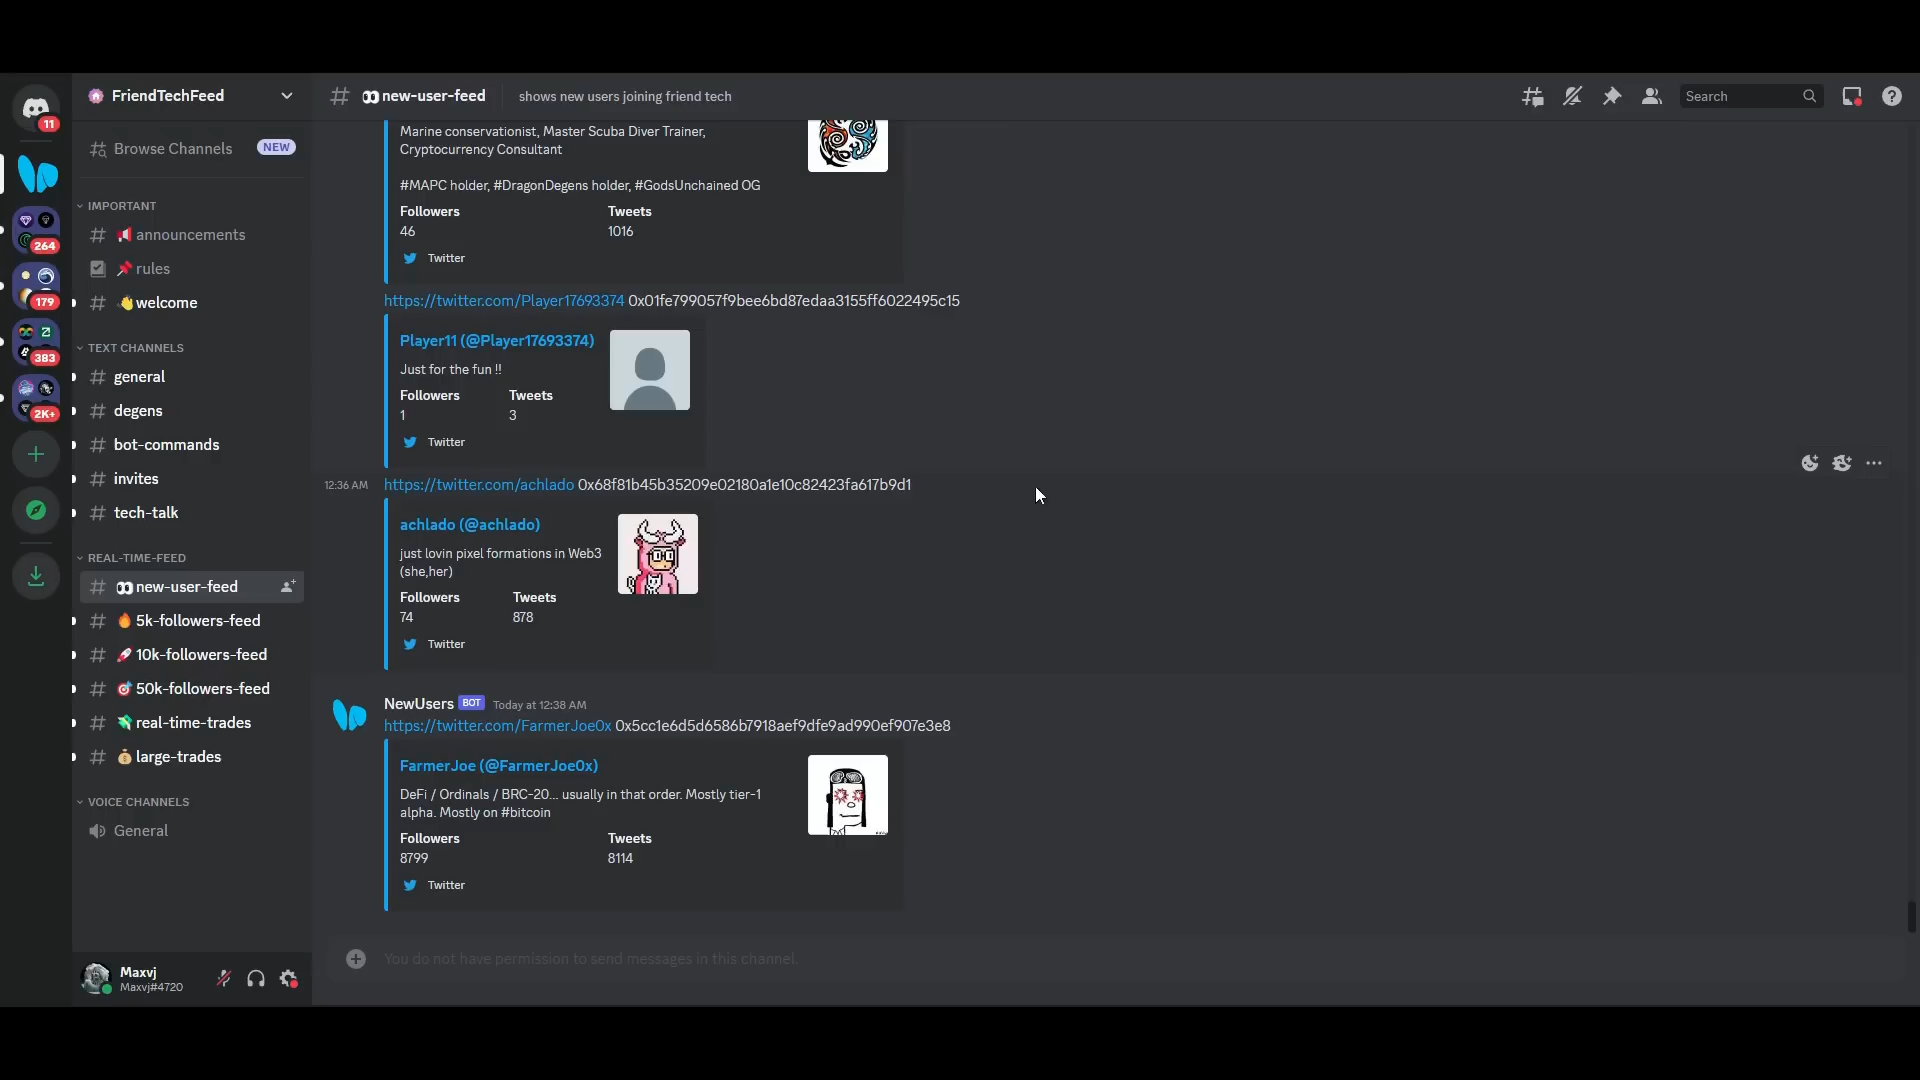 11
264
179
383
2K+
FriendTechFeed
Browse Channels NEW
IMPORTANT
announcements
rules
welcome
TEXT CHANNELS
general
degens
bot-commands
invites
tech-talk
REAL-TIME-FEED
new-user-feed
5k-followers-feed
10k-followers-feed
50k-followers-feed
real-time-trades
large-trades
VOICE CHANNELS
General
Maxvj
Maxvj#4720
new-user-feed shows new users joining friend tech
Search
Marine conservationist, Master Scuba Diver Trainer,
Cryptocurrency Consultant
#MAPC holder, #DragonDegens holder, #GodsUnchained OG
Followers Tweets
46 1016
Twitter
https://twitter.com/Player17693374 0x01fe799057f9bee6bd87edaa3155ff6022495c15
Player11 (@Player17693374)
Just for the fun !!
Followers Tweets
1 3
Twitter
12:36 AM https://twitter.com/achlado 0x68f81b45b35209e02180a1e10c82423fa617b9d1
achlado (@achlado)
just lovin pixel formations in Web3
(she,her)
Followers Tweets
74 878
Twitter
NewUsers BOT Today at 12:38 AM
https://twitter.com/FarmerJoe0x 0x5cc1e6d5d6586b7918aef9dfe9ad990ef907e3e8
FarmerJoe (@FarmerJoe0x)
DeFi / Ordinals / BRC-20... usually in that order. Mostly tier-1
alpha. Mostly on #bitcoin
Followers Tweets
8799 8114
Twitter
You do not have permission to send messages in this channel.